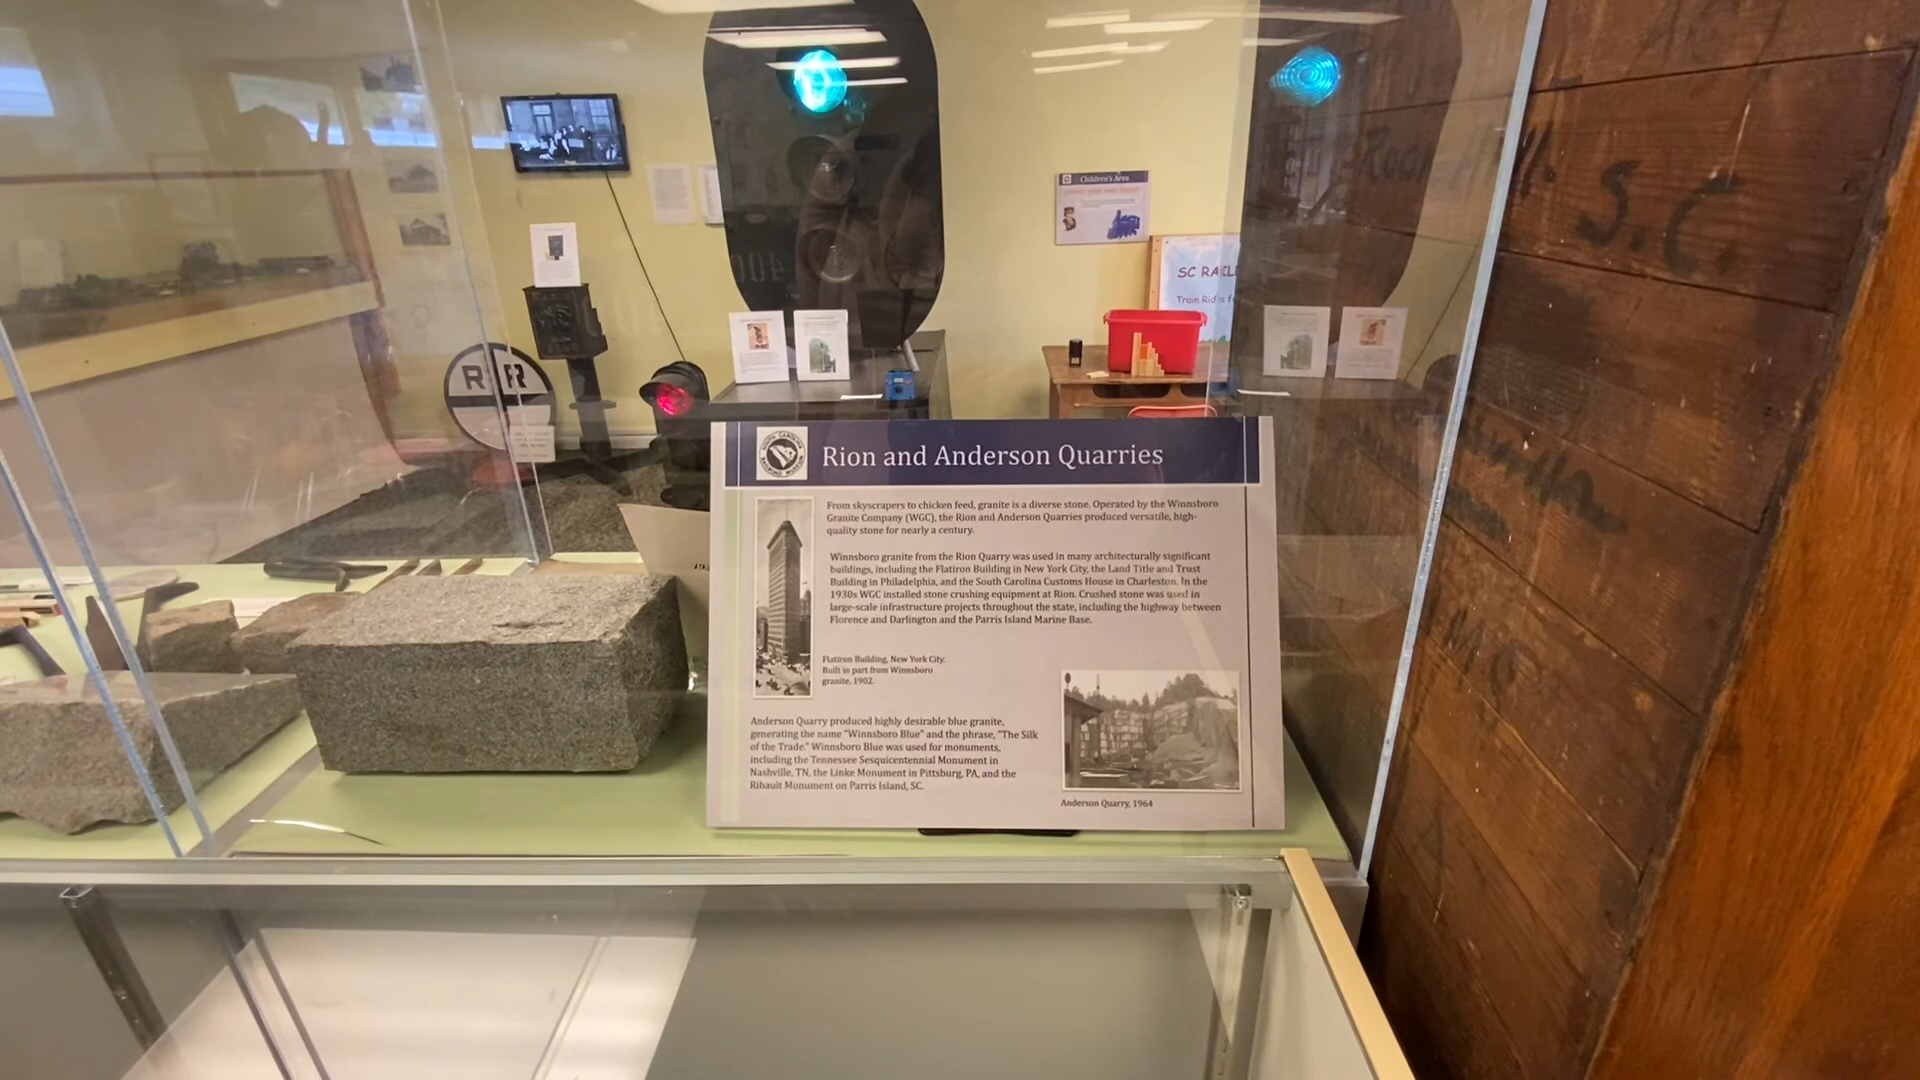 S.C.
Children's Area
SC RAIL
Train Rid s f
R R
SOUTH CAROLINA
RAILROAD MUSEUM
Rion and Anderson Quarries
From skyscrapers to chicken feed, granite is a diverse stone. Operated by the Winnsboro
Granite Company (WGC), the Rion and Anderson Quarries produced versatile, high-
quality stone for nearly a century.
Winnsboro granite from the Rion Quarry was used in many architecturally significant
buildings, including the Flatiron Building in New York City, the Land Title and Trust
Building in Philadelphia, and the South Carolina Customs House in Charleston. In the
1930s WGC installed stone crushing equipment at Rion. Crushed stone was used in
large-scale infrastructure projects throughout the state, including the highway between
Florence and Darlington and the Parris Island Marine Base.
Flatiron Building, New York City.
Built in part from Winnsboro
granite, 1902.
Anderson Quarry produced highly desirable blue granite,
generating the name "Winnsboro Blue" and the phrase, "The Silk
of the Trade." Winnsboro Blue was used for monuments,
including the Tennessee Sesquicentennial Monument in
Nashville, TN, the Linke Monument in Pittsburg, PA, and the
Ribault Monument on Parris Island, SC.
Anderson Quarry, 1964